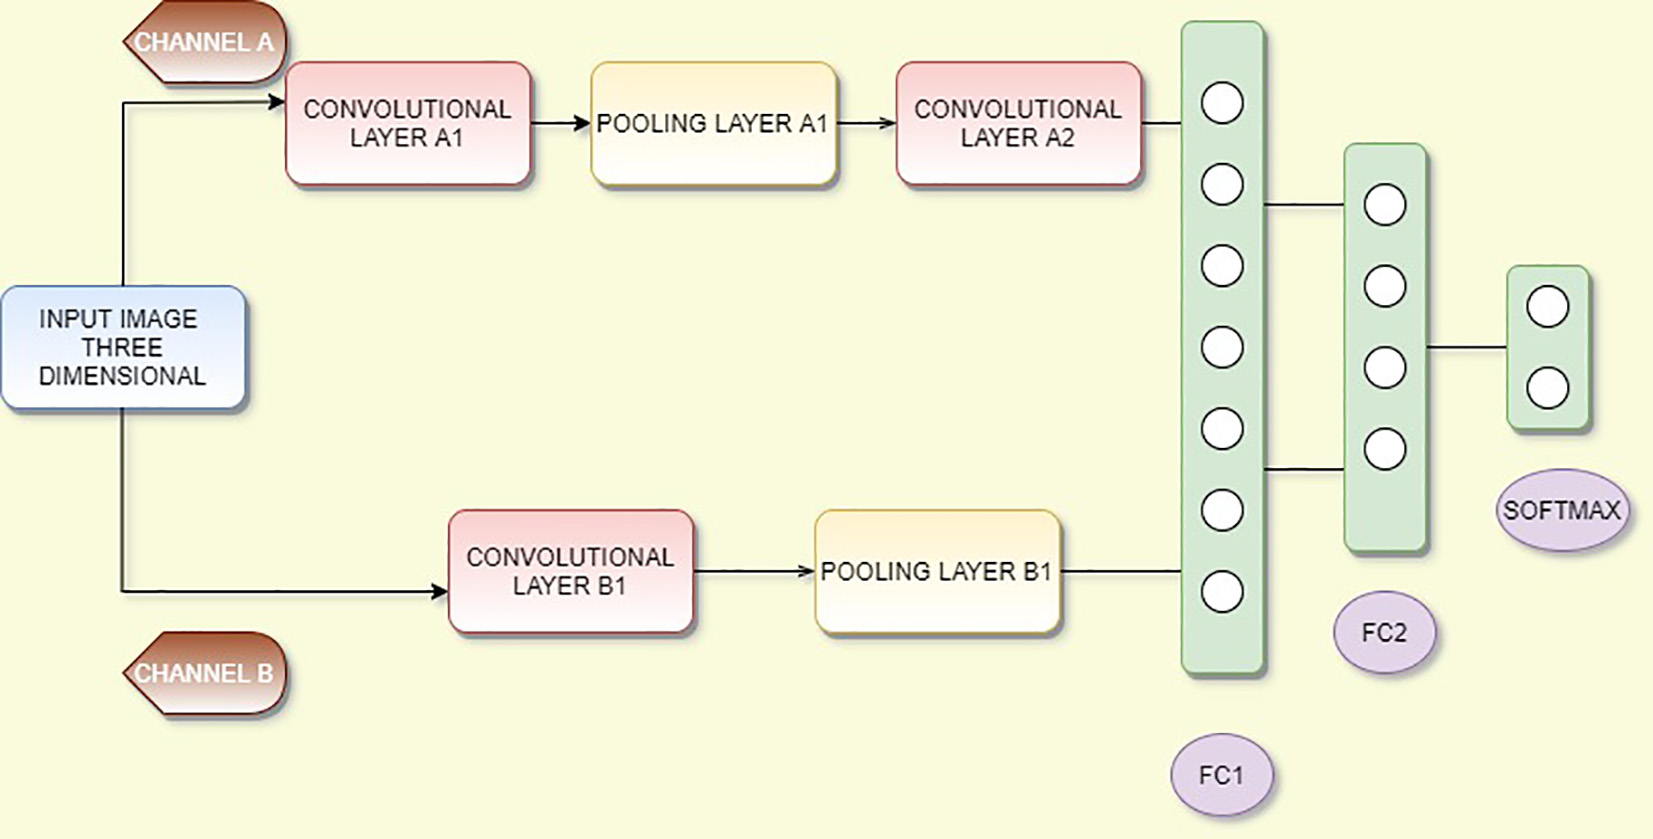 CHANNEL A
CONVOLUTIONAL
LAYER A1
POOLING LAYER A1
CONVOLUTIONAL
LAYER A2
INPUT IMAGE
THREE
DIMENSIONAL
CONVOLUTIONAL
LAYER B1
POOLING LAYER B1
CHANNEL B
SOFTMAX
FC2
FC1